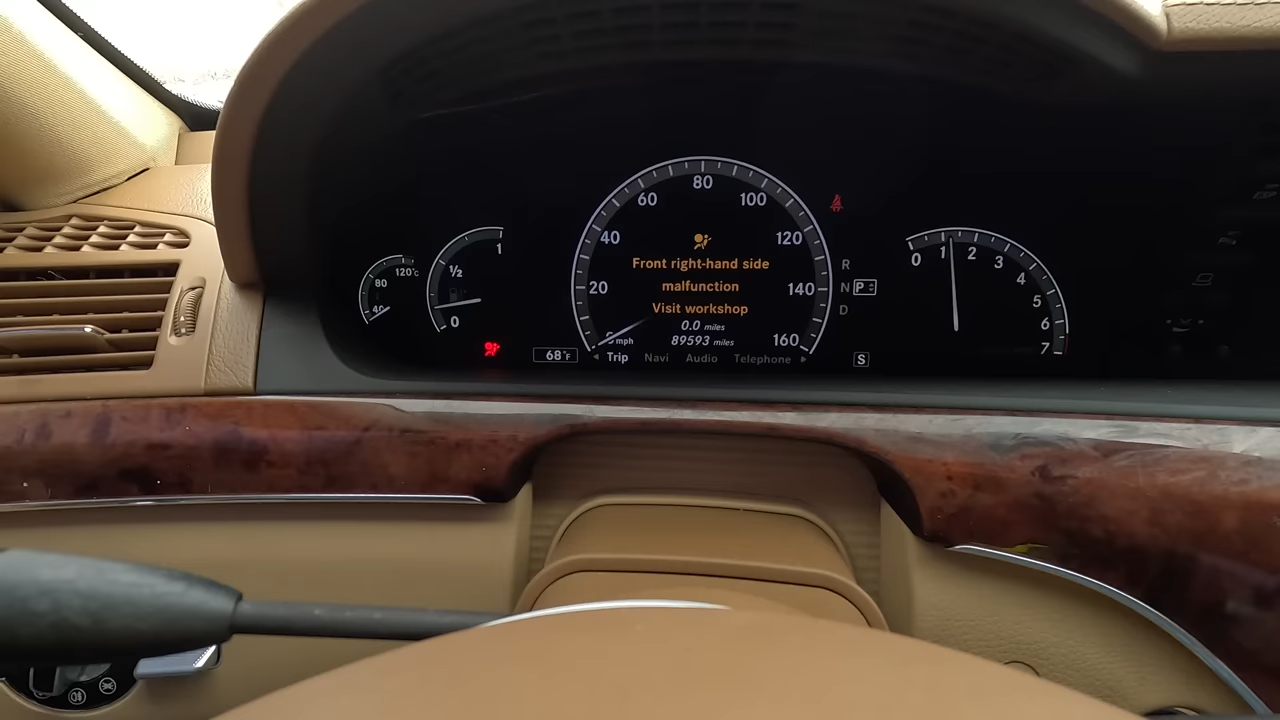 120°C
80
40
1
1/2
0
68°F
20
40
60
80
100
120
140
160
Front right-hand side
malfunction
Visit workshop
0.0 miles
89593 miles
mph
Trip Navi Audio Telephone
R
N P
D
S
0
1
2
3
4
5
6
7